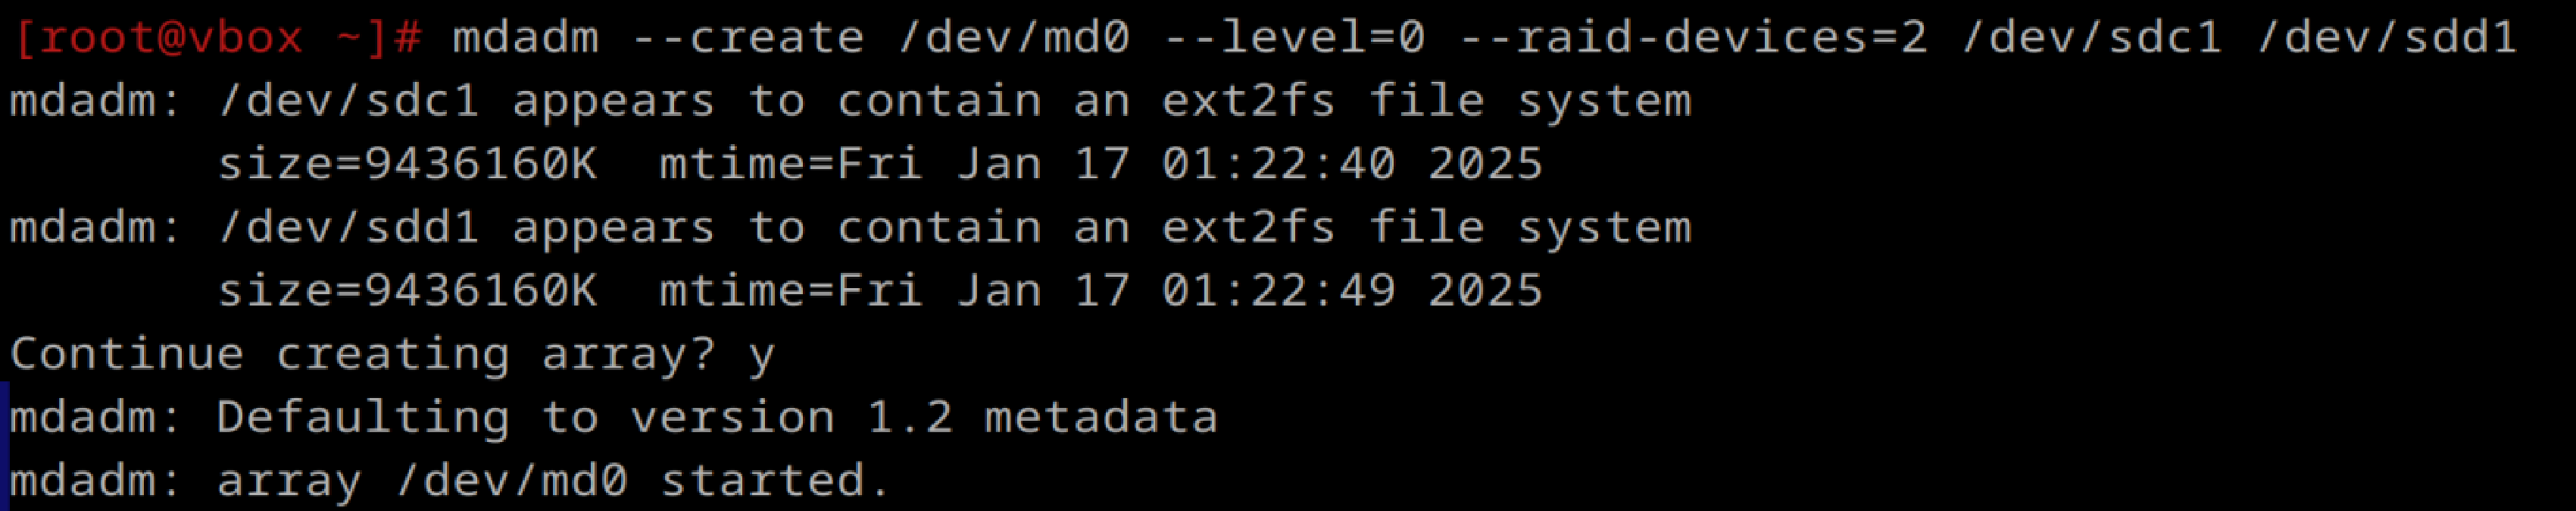 [root@vbox ~]# mdadm --create /dev/md0 --level=0 --raid-devices=2 /dev/sdc1 /dev/sdd1
mdadm: /dev/sdc1 appears to contain an ext2fs file system
       size=9436160K  mtime=Fri Jan 17 01:22:40 2025
mdadm: /dev/sdd1 appears to contain an ext2fs file system
       size=9436160K  mtime=Fri Jan 17 01:22:49 2025
Continue creating array? y
mdadm: Defaulting to version 1.2 metadata
mdadm: array /dev/md0 started.